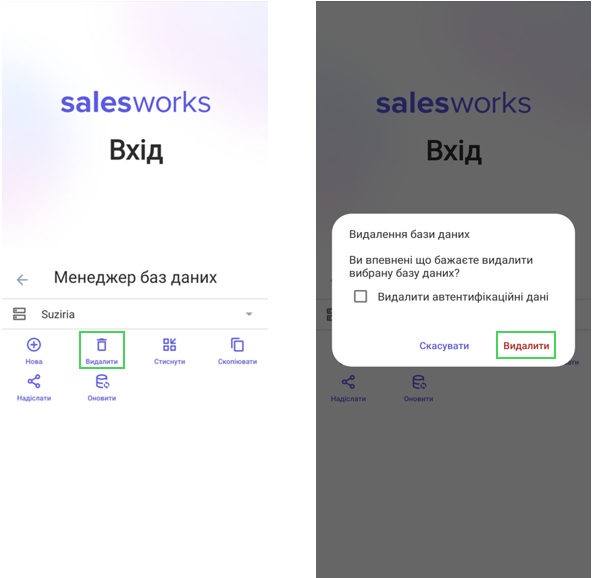 salesworks
Вхід
Менеджер баз даних
Suziria
Нова
Видалити
Стиснути
Скопіювати
Надіслати
Оновити
salesworks
Вхід
Видалення бази даних
Ви впевнені що бажаєте видалити
вибрану базу даних?
Видалити автентифікаційні дані
Скасувати
Видалити
Надіслати
Оновити